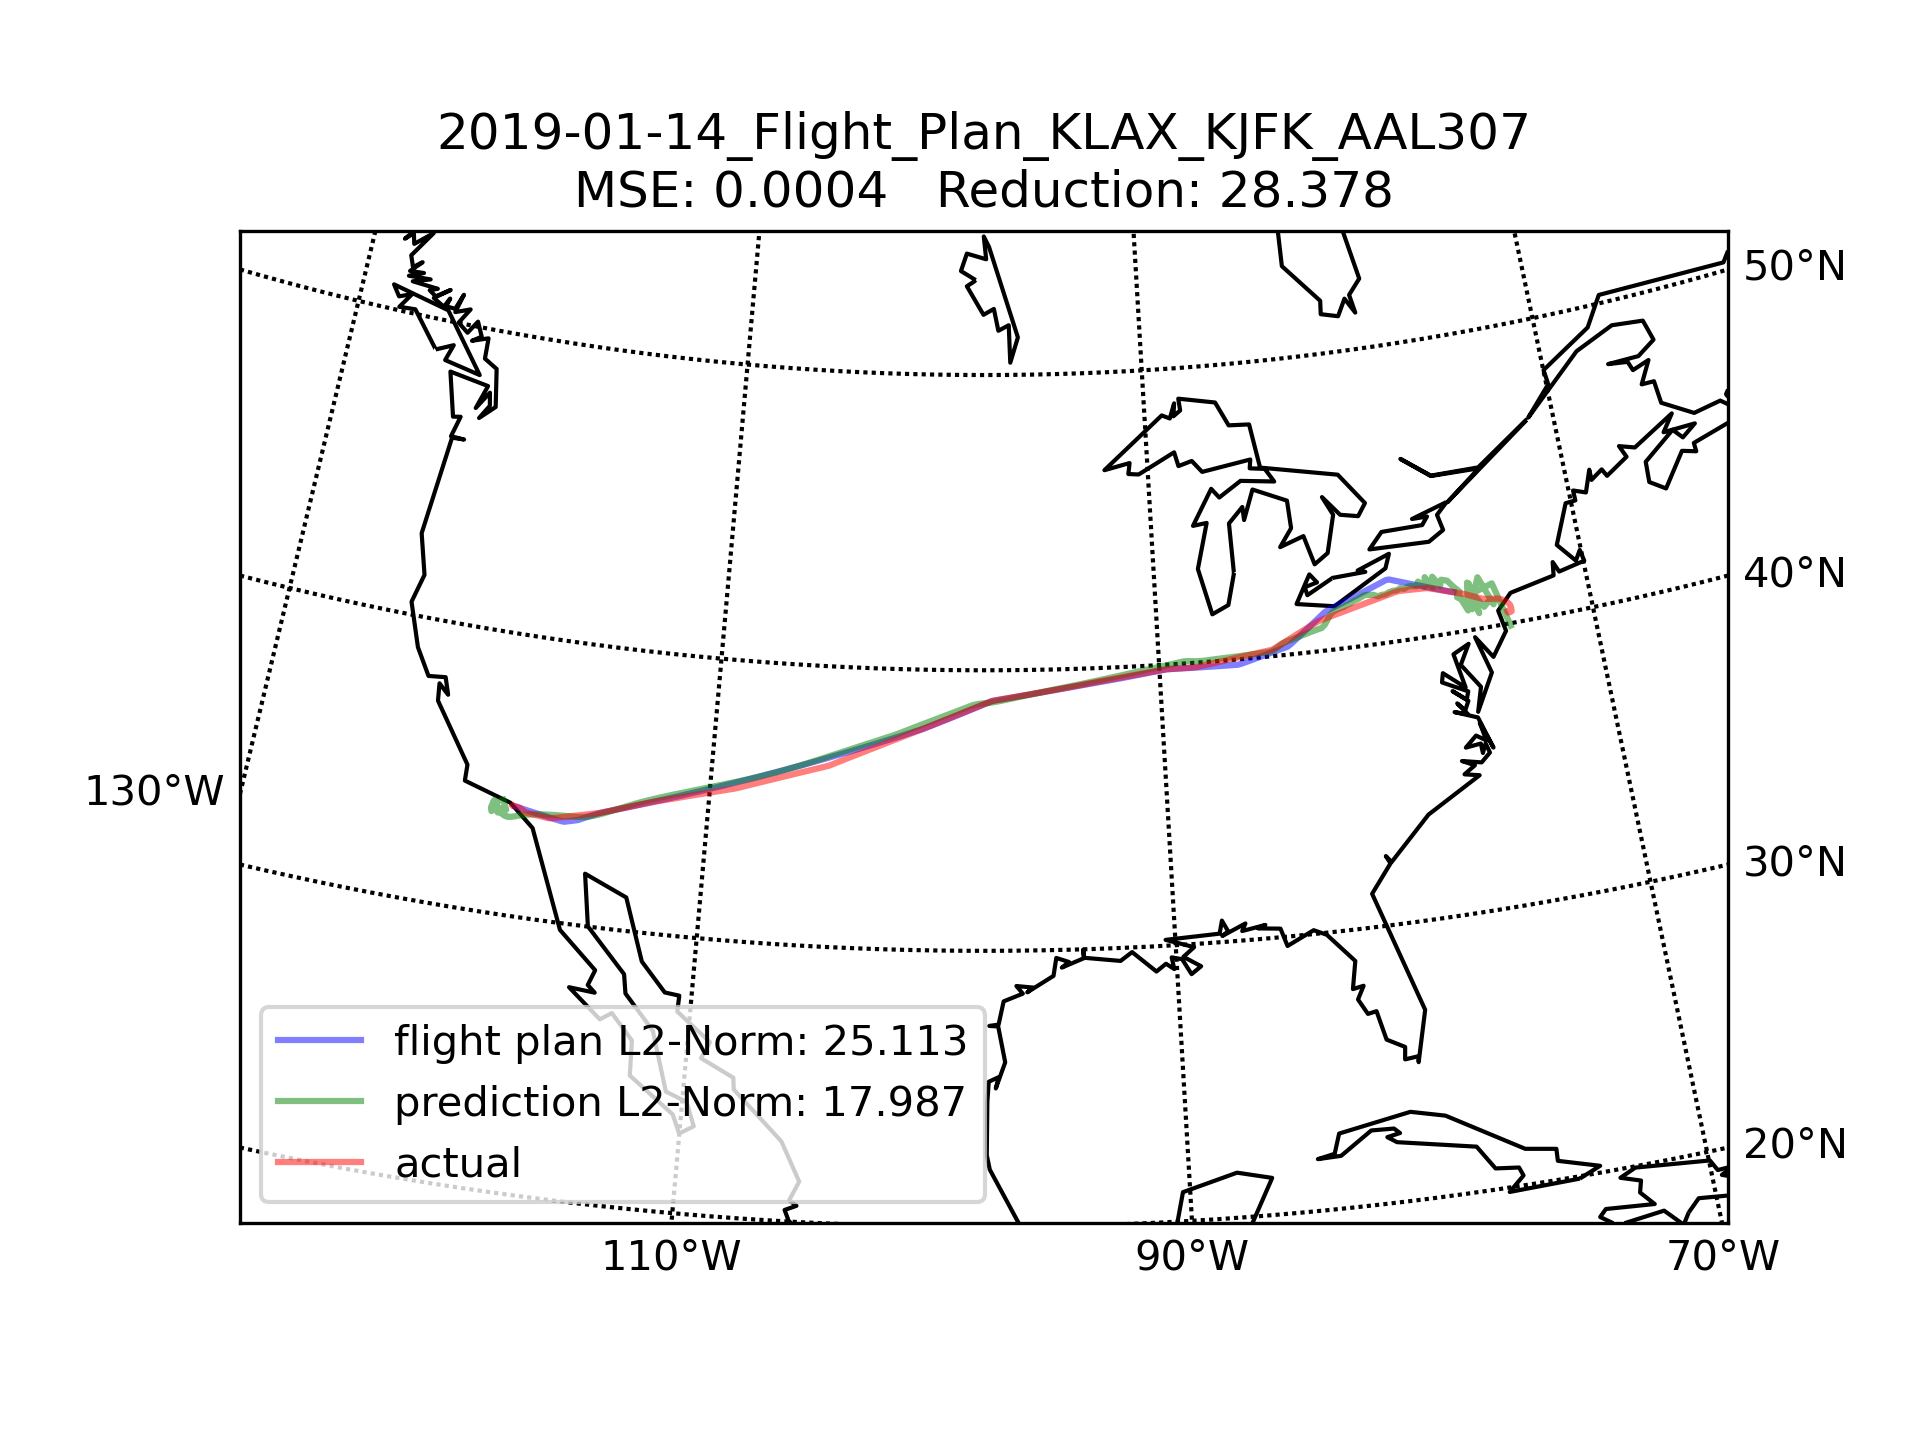 2019-01-14_Flight_Plan_KLAX_KJFK_AAL307
MSE: 0.0004 Reduction: 28.378
50°N
40°N
130°W
30°N
20°N
flight plan L2-Norm: 25.113
prediction L2-Norm: 17.987
actual
110°W 90°W 70°W